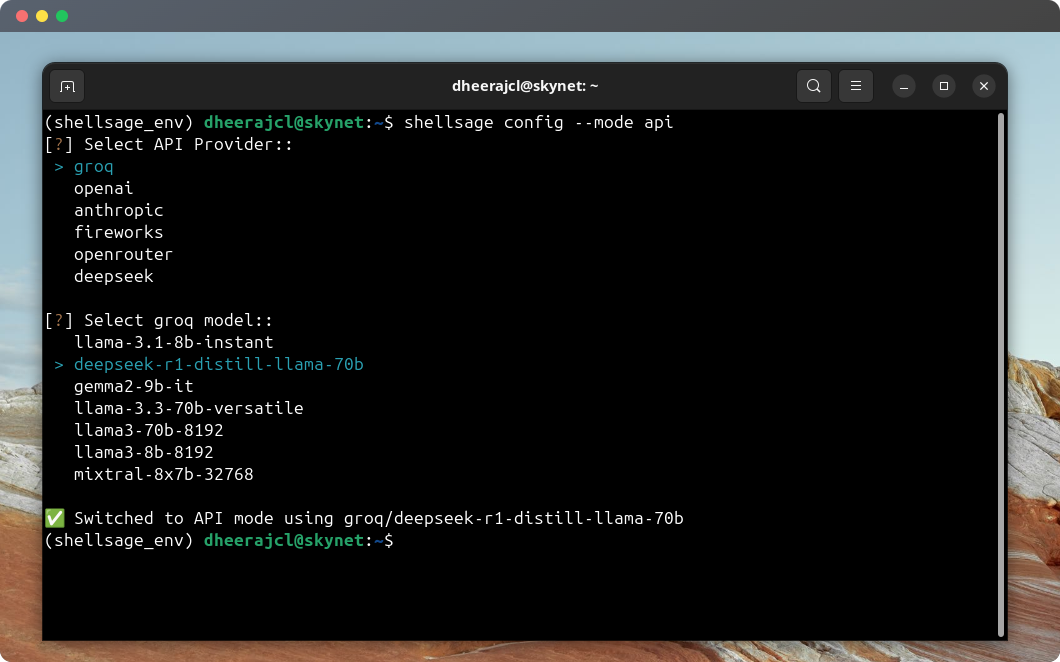 dheerajcl@skynet: ~
(shellsage_env) dheerajcl@skynet:~$ shellsage config --mode api
[?] Select API Provider::
> groq
openai
anthropic
fireworks
openrouter
deepseek
[?] Select groq model::
llama-3.1-8b-instant
> deepseek-r1-distill-llama-70b
gemma2-9b-it
llama-3.3-70b-versatile
llama3-70b-8192
llama3-8b-8192
mixtral-8x7b-32768
✅ Switched to API mode using groq/deepseek-r1-distill-llama-70b
(shellsage_env) dheerajcl@skynet:~$